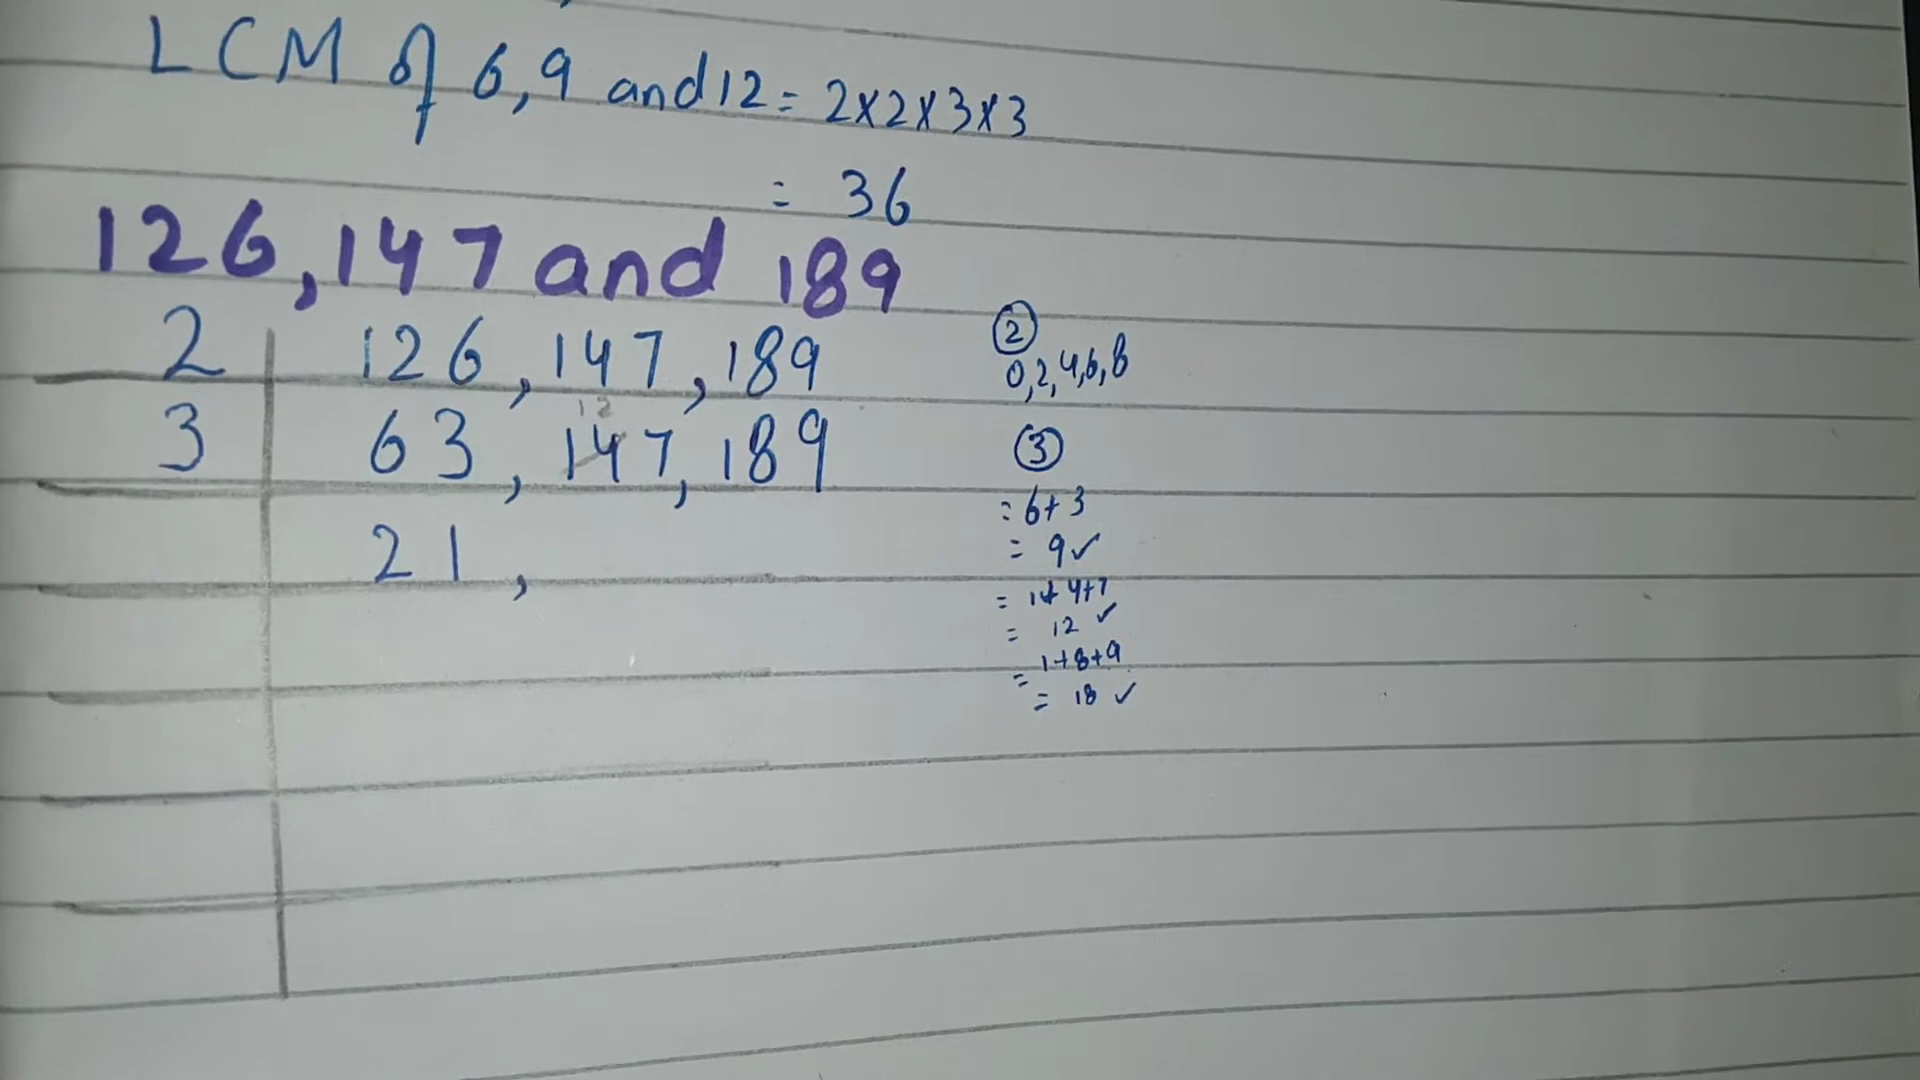 LCM of 6,9 and 12 = 2x2x3x3
= 36
126, 147 and 189
2 126, 147, 189
3 63, 147, 189
12
21,
②
0,2,4,6,8
③
= 6+3
= 9✓
= 1+4+7
= 12 ✓
= 1+8+9
= 18 ✓